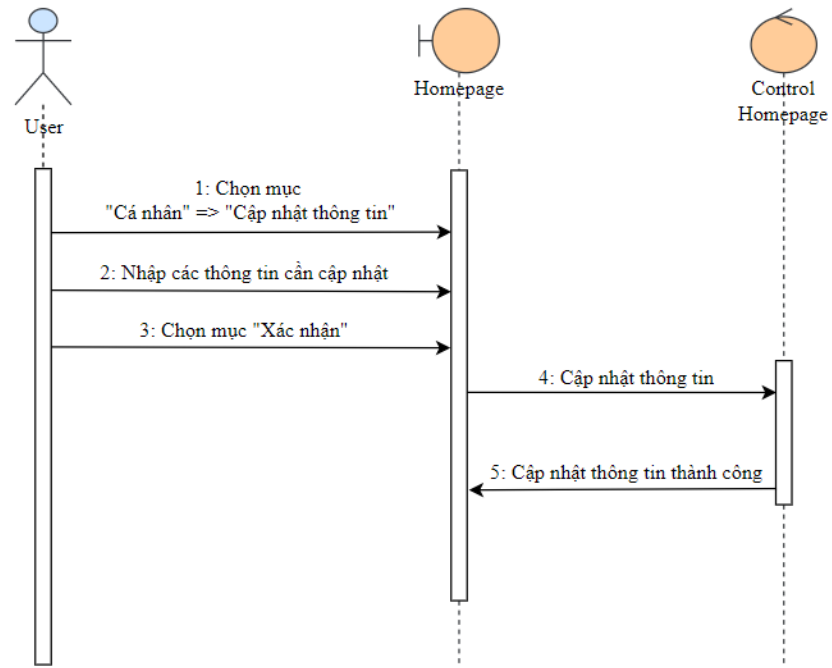 User
Homepage
Control
Homepage
1: Chọn mục
"Cá nhân" => "Cập nhật thông tin"
2: Nhập các thông tin cần cập nhật
3: Chọn mục "Xác nhận"
4: Cập nhật thông tin
5: Cập nhật thông tin thành công